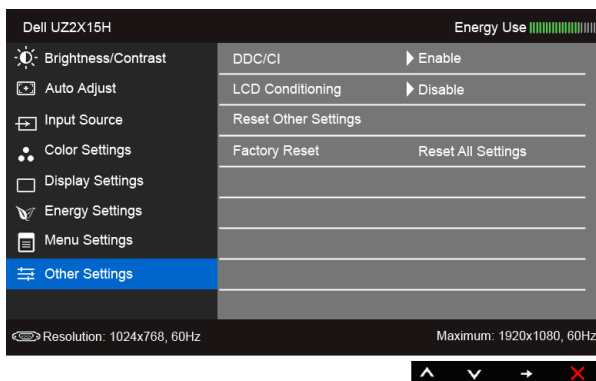 Dell UZ2X15H Energy Use
Brightness/Contrast DDC/CI Enable
Auto Adjust LCD Conditioning Disable
Input Source Reset Other Settings
Color Settings Factory Reset Reset All Settings
Display Settings
Energy Settings
Menu Settings
Other Settings
Resolution: 1024x768, 60Hz Maximum: 1920x1080, 60Hz